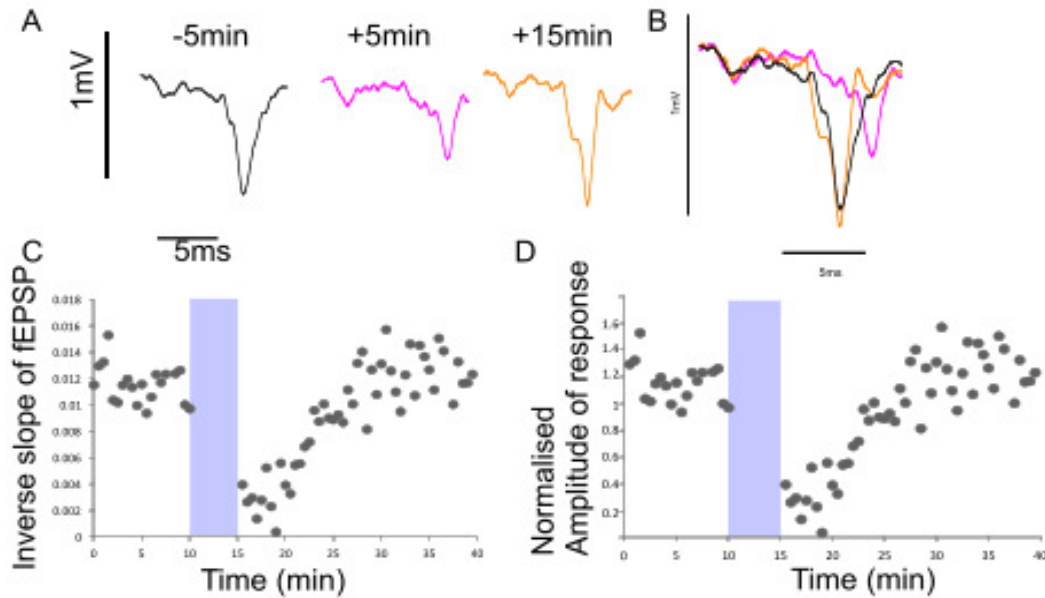 A
-5min
+5min
+15min
1mV
5ms
B
1mV
5ms
C
Inverse slope of fEPSP
0.018
0.016
0.014
0.012
0.01
0.008
0.006
0.004
0.002
0
0 5 10 15 20 25 30 35 40
Time (min)
D
Normalised
Amplitude of response
1.6
1.4
1.2
1
0.8
0.6
0.4
0.2
0 5 10 15 20 25 30 35 40
Time (min)